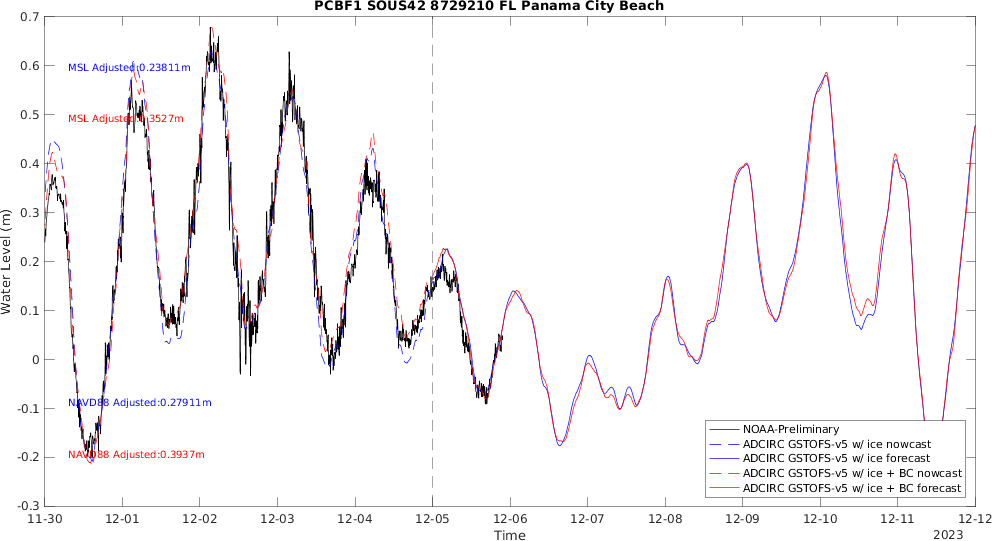 PCBF1 SOUS42 8729210 FL Panama City Beach
0.7
0.6
0.5
0.4
0.3
0.2
0.1
0
-0.1
-0.2
-0.3
Water Level (m)
MSL Adjusted:0.23811m
MSL Adjusted:0.3527m
NAVD88 Adjusted:0.27911m
NAVD88 Adjusted:0.3937m
NOAA-Preliminary
ADCIRC GSTOFS-v5 w/ ice nowcast
ADCIRC GSTOFS-v5 w/ ice forecast
ADCIRC GSTOFS-v5 w/ ice + BC nowcast
ADCIRC GSTOFS-v5 w/ ice + BC forecast
11-30 12-01 12-02 12-03 12-04 12-05 12-06 12-07 12-08 12-09 12-10 12-11 12-12
Time
2023